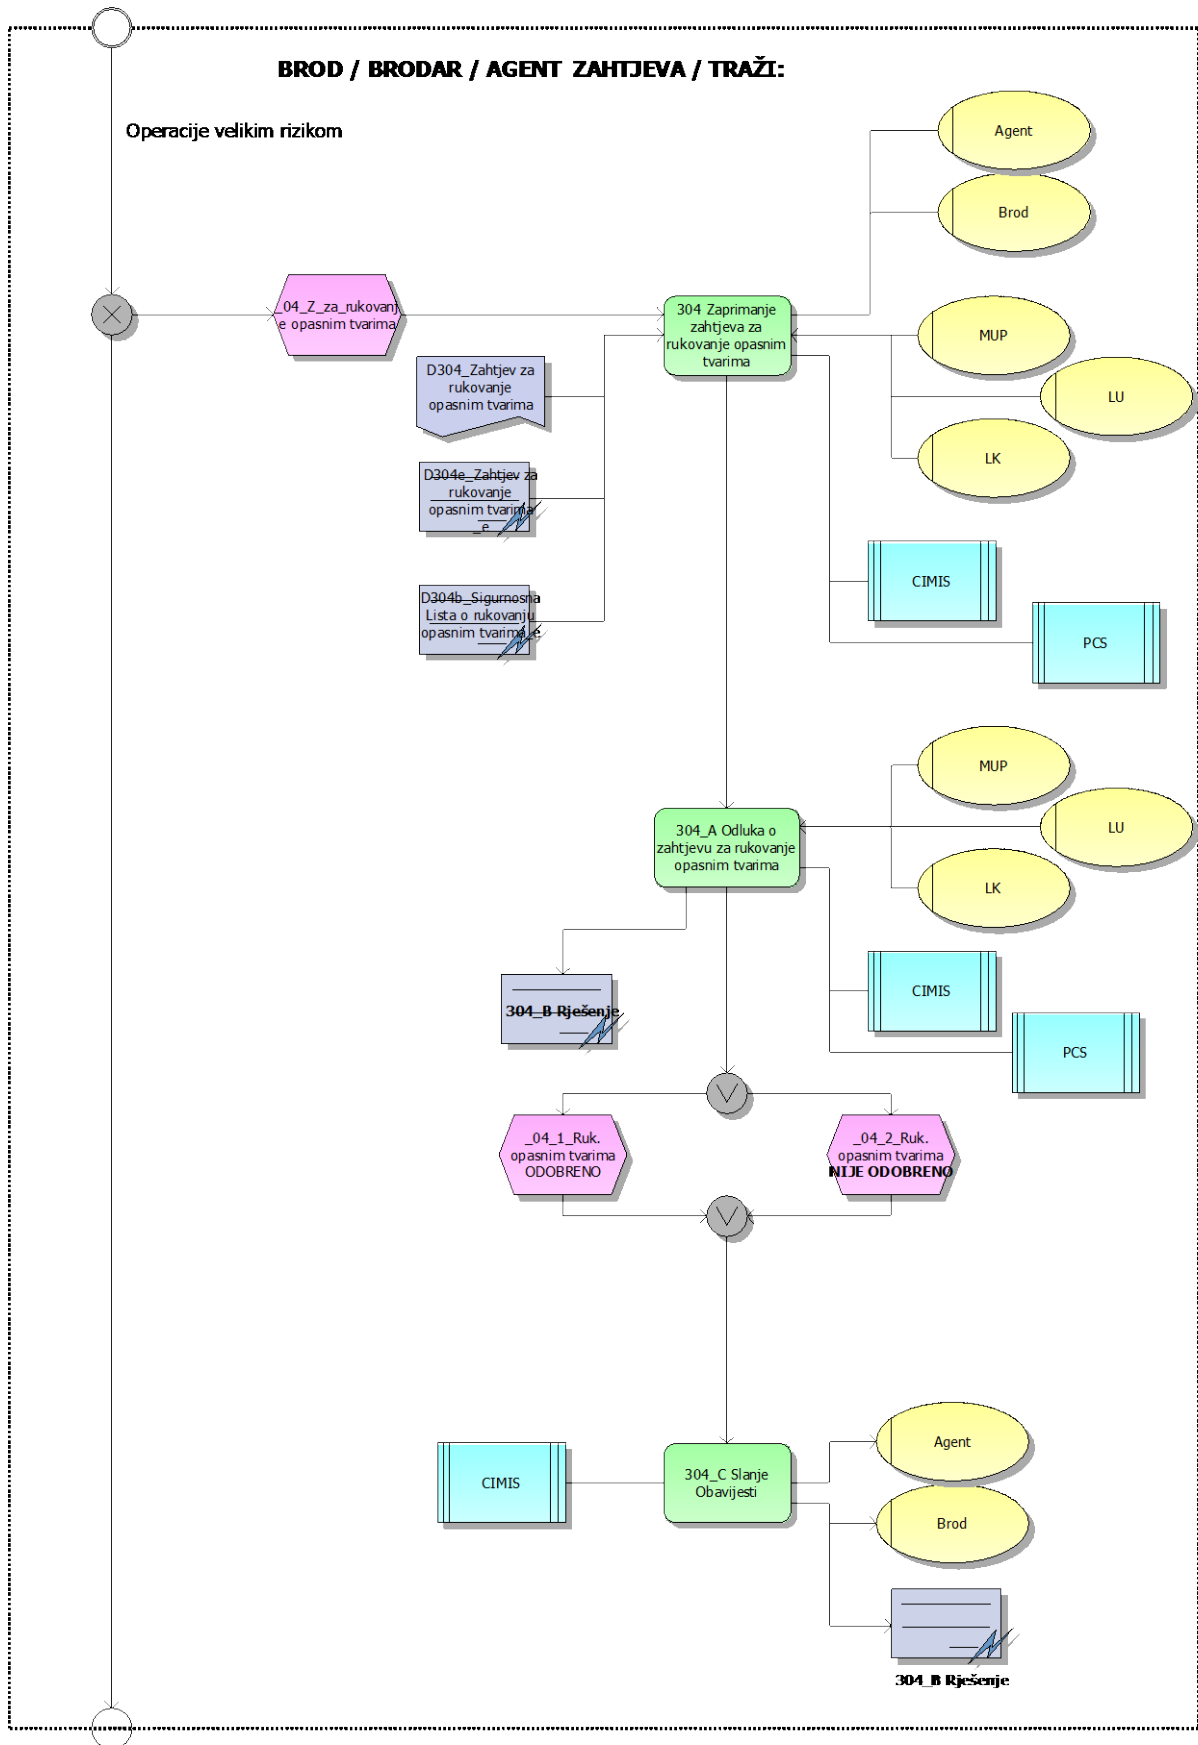 BROD / BRODAR / AGENT ZAHTJEVA / TRAŽI:
Operacije velikim rizikom
Agent
Brod
_04_Z_za_rukovanj
e opasnim tvarima
304 Zaprimanje
zahtjeva za
rukovanje opasnim
tvarima
MUP
LU
LK
D304_Zahtjev za
rukovanje
opasnim tvarima
D304e_Zahtjev za
rukovanje
opasnim tvarima
_e
D304b_Sigurnosna
Lista o rukovanju
opasnim tvarima_e
CIMIS
PCS
MUP
LU
LK
304_A Odluka o
zahtjevu za rukovanje
opasnim tvarima
CIMIS
PCS
304_B Rješenje
_04_1_Ruk.
opasnim tvarima
ODOBRENO
_04_2_Ruk.
opasnim tvarima
NIJE ODOBRENO
CIMIS
304_C Slanje
Obavijesti
Agent
Brod
304_B Rješenje